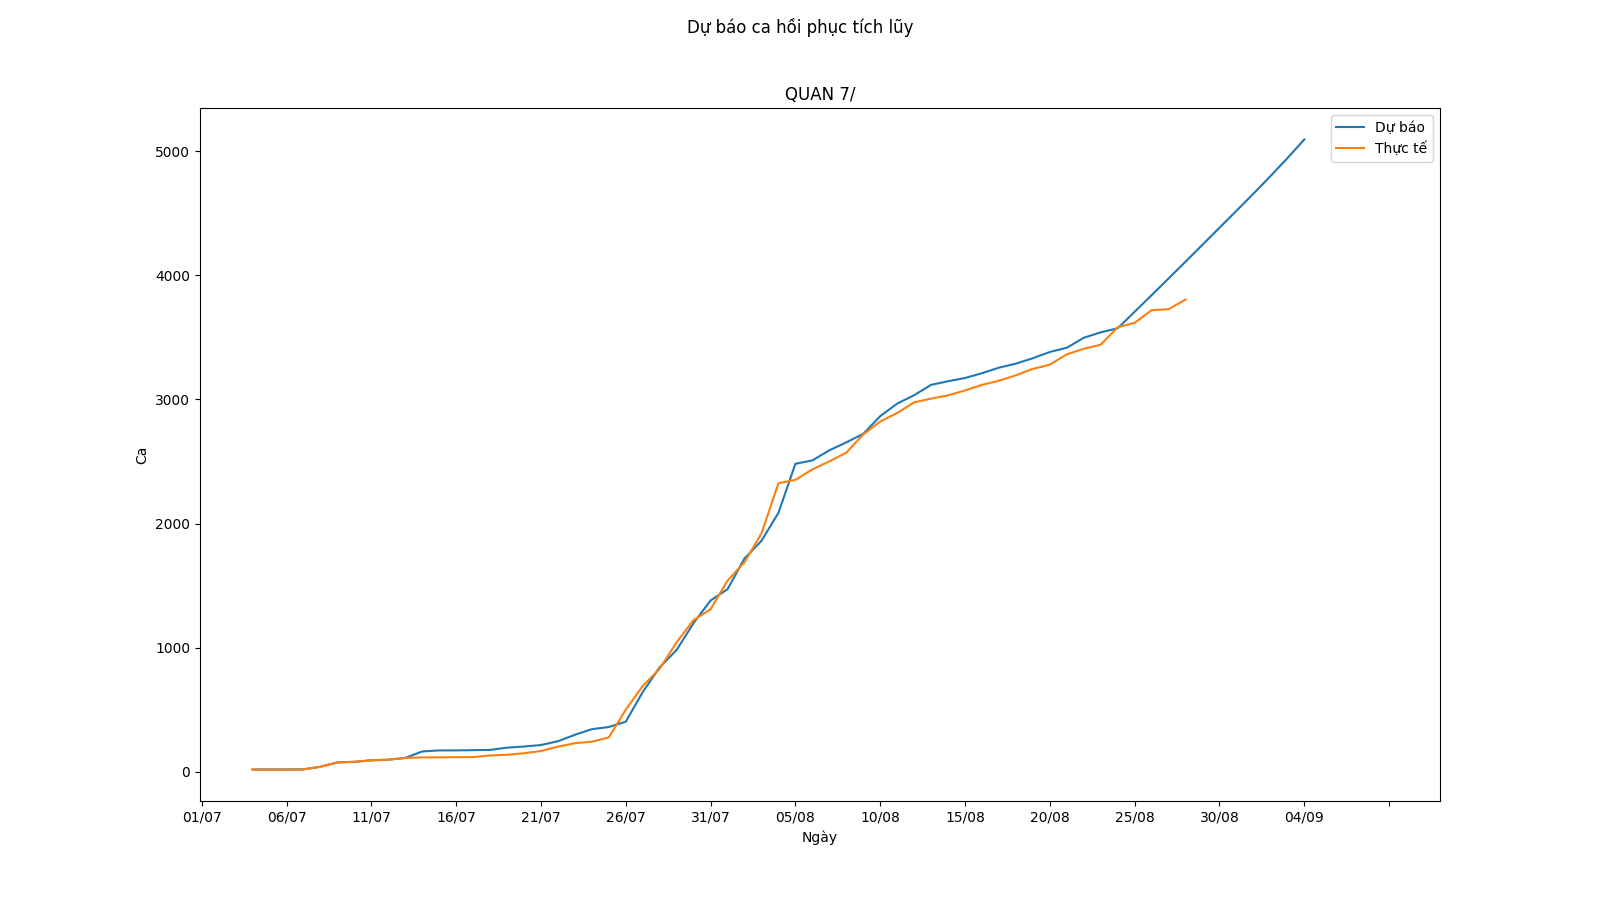 Dự báo ca hồi phục tích lũy
QUAN 7/
Dự báo
Thực tế
5000
4000
3000
2000
1000
0
Ca
01/07 06/07 11/07 16/07 21/07 26/07 31/07 05/08 10/08 15/08 20/08 25/08 30/08 04/09
Ngày